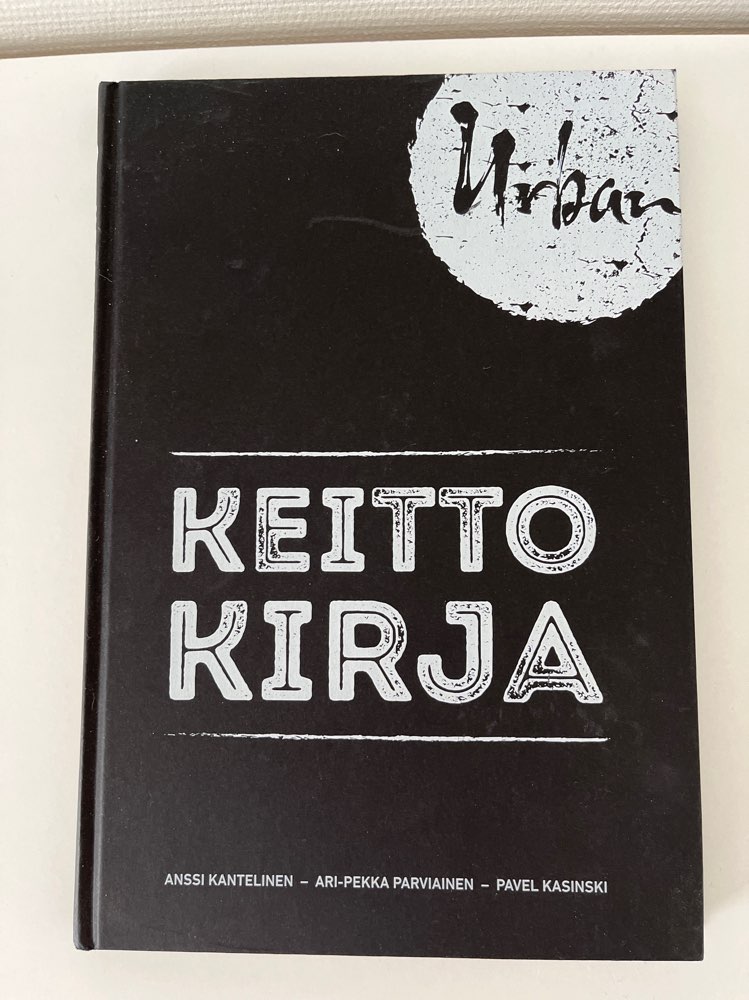 Urban
KEITTO
KIRJA
ANSSI KANTELINEN – ARI-PEKKA PARVIAINEN – PAVEL KASINSKI